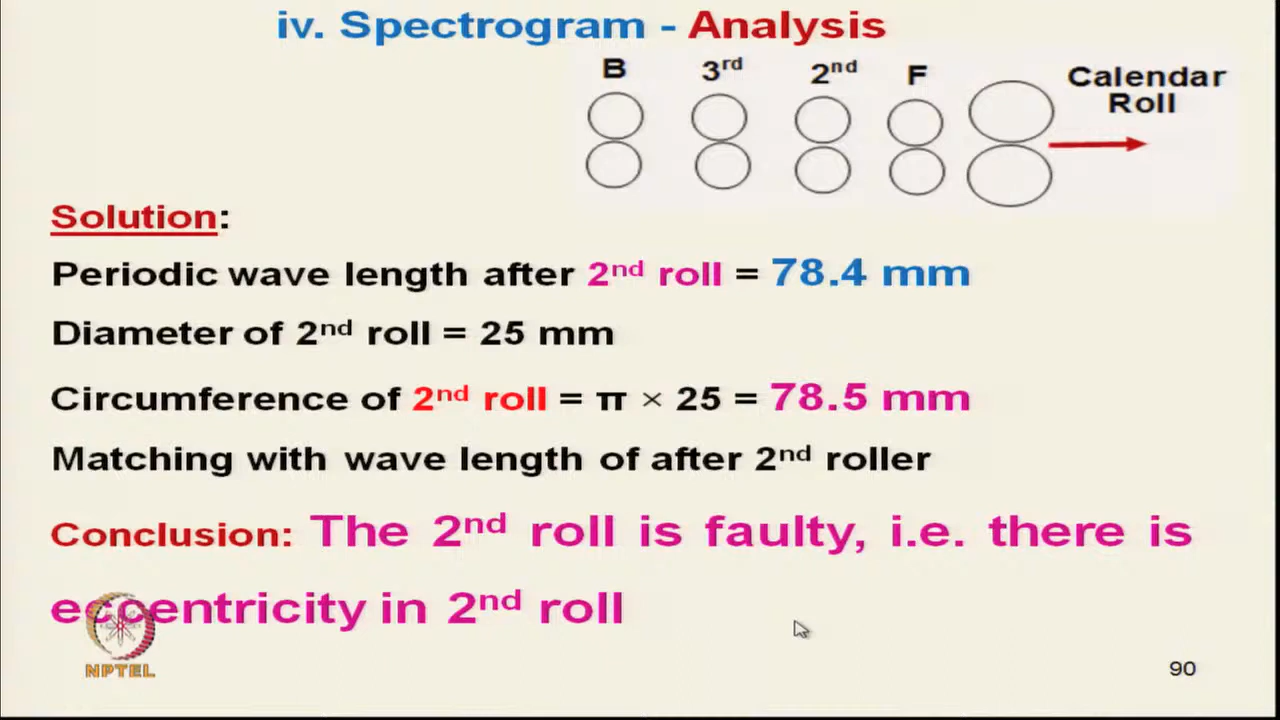 iv. Spectrogram - Analysis
B 3rd 2nd F Calendar
Roll
Solution:
Periodic wave length after 2nd roll = 78.4 mm
Diameter of 2nd roll = 25 mm
Circumference of 2nd roll = π × 25 = 78.5 mm
Matching with wave length of after 2nd roller
Conclusion: The 2nd roll is faulty, i.e. there is
eccentricity in 2nd roll
NPTEL
90